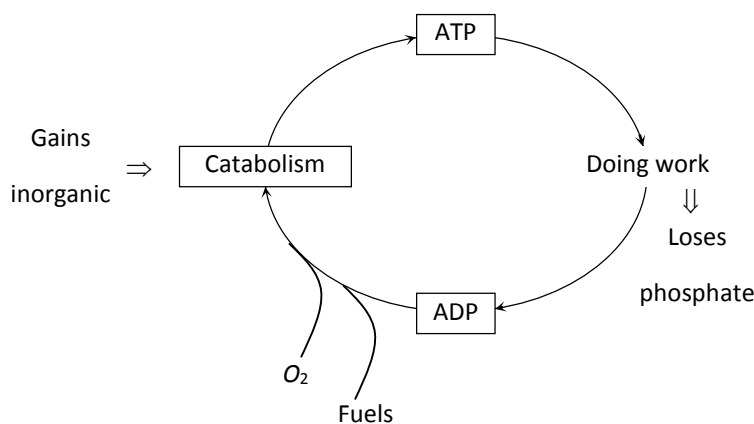 ATP
Gains
inorganic
⇒
Catabolism
Doing work
⇓
Loses
phosphate
ADP
O₂
Fuels